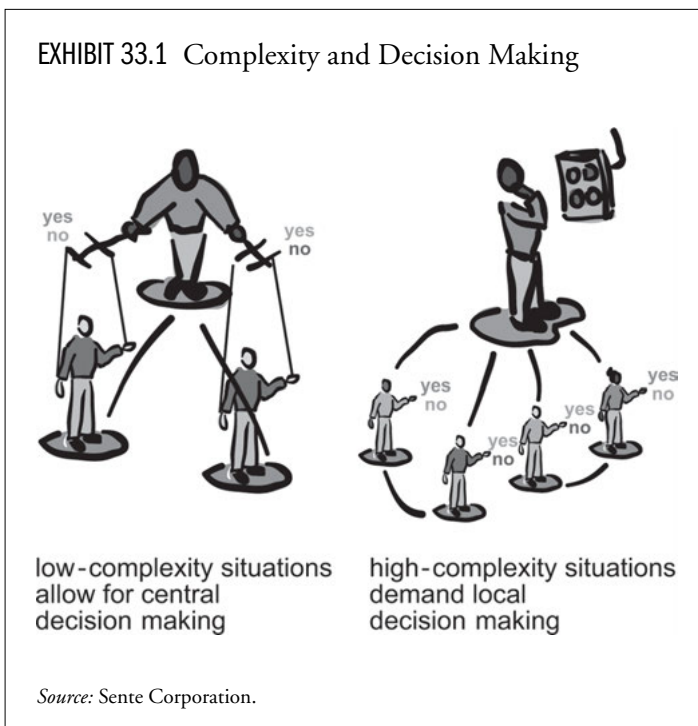 EXHIBIT 33.1 Complexity and Decision Making
yes
no
yes
no
low-complexity situations
allow for central
decision making
yes
no
yes
no
yes
no
yes
no
high-complexity situations
demand local
decision making
Source: Sente Corporation.